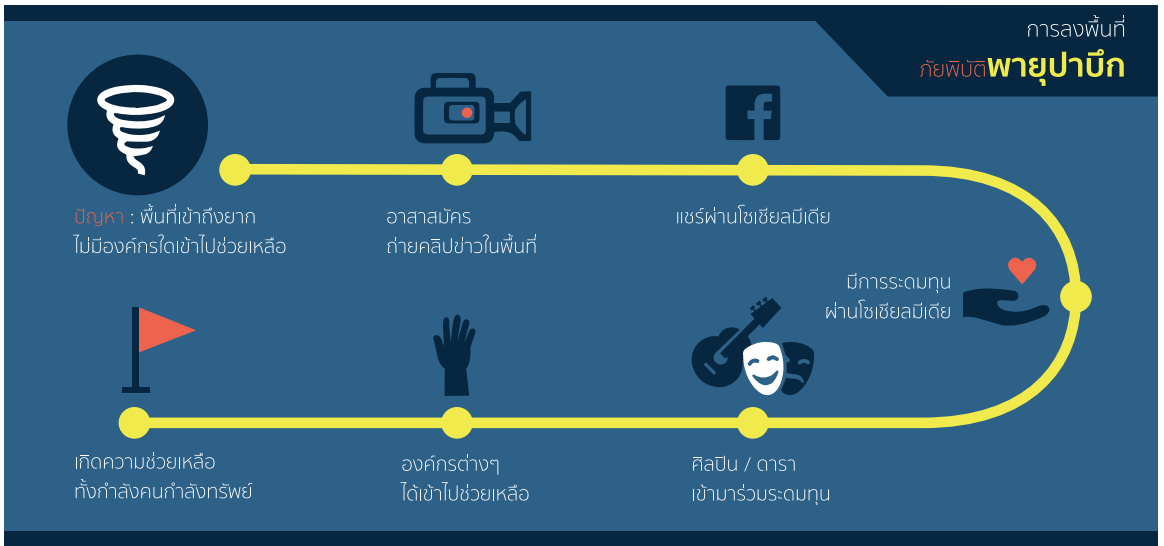 การลงพื้นที่
ภัยพิบัติพายุปาบึก
ปัญหา : พื้นที่เข้าถึงยาก
ไม่มีองค์กรใดเข้าไปช่วยเหลือ
อาสาสมัคร
ถ่ายคลิปข่าวในพื้นที่
แชร์ผ่านโซเชียลมีเดีย
มีการระดมทุน
ผ่านโซเชียลมีเดีย
ศิลปิน / ดารา
เข้ามาร่วมระดมทุน
องค์กรต่างๆ
ได้เข้าไปช่วยเหลือ
เกิดความช่วยเหลือ
ทั้งกำลังคนกำลังทรัพย์